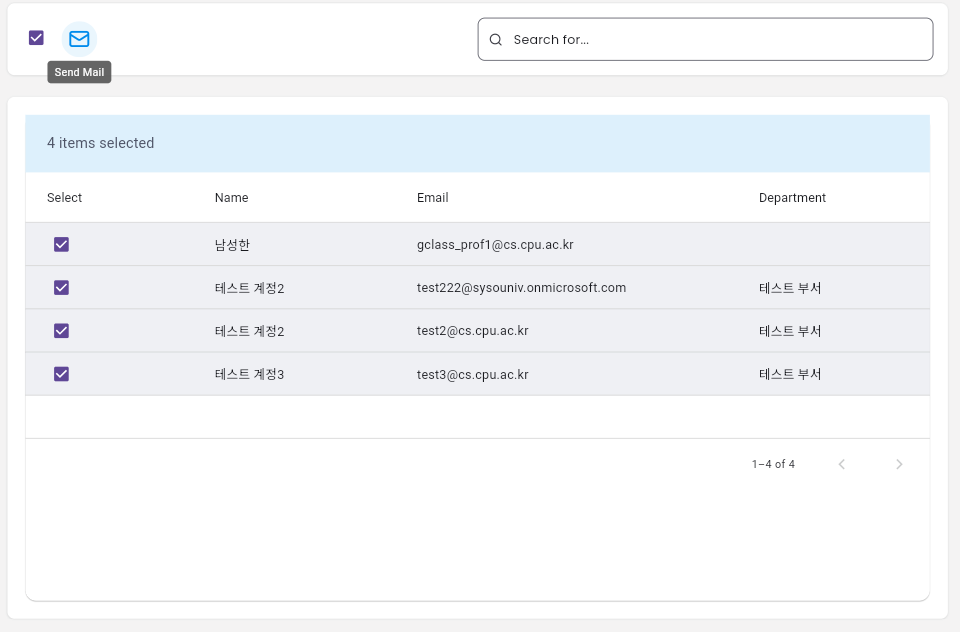 Search for...
Send Mail
4 items selected
Select Name Email Department
남성한 gclass_prof1@cs.cpu.ac.kr
테스트 계정2 test222@sysouniv.onmicrosoft.com 테스트 부서
테스트 계정2 test2@cs.cpu.ac.kr 테스트 부서
테스트 계정3 test3@cs.cpu.ac.kr 테스트 부서
1–4 of 4